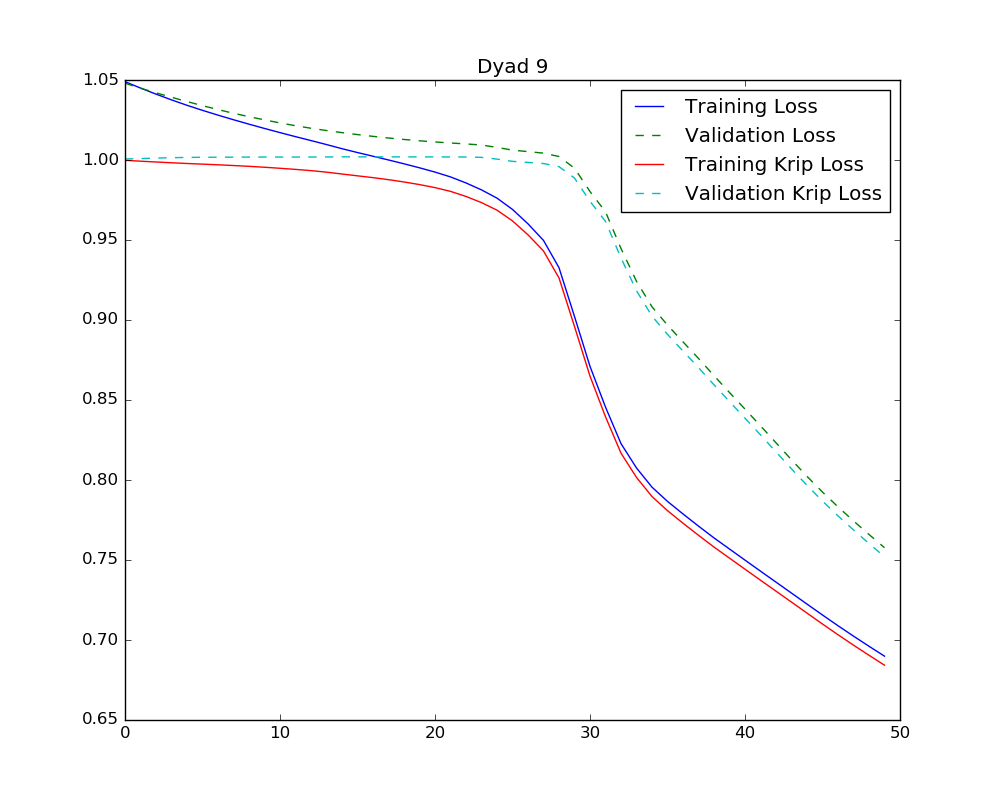 Dyad 9
1.05
1.00
0.95
0.90
0.85
0.80
0.75
0.70
0.65
0 10 20 30 40 50
Training Loss
Validation Loss
Training Krip Loss
Validation Krip Loss